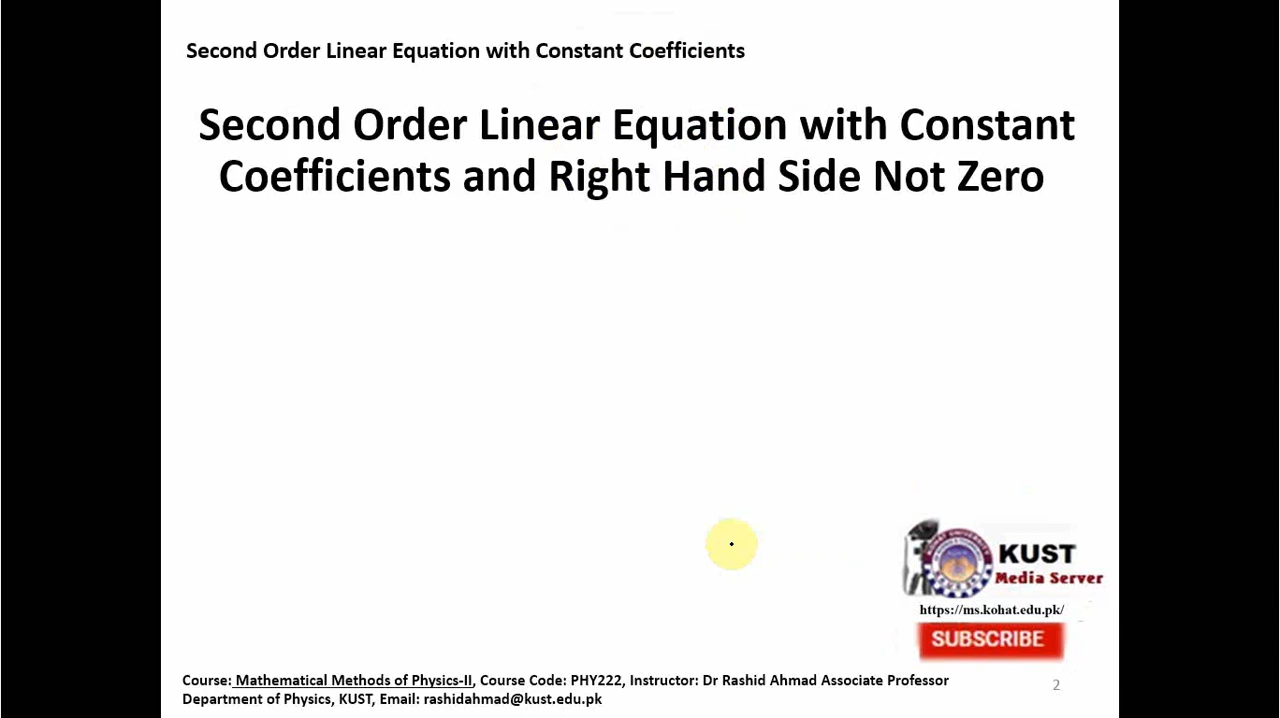 Second Order Linear Equation with Constant Coefficients
Second Order Linear Equation with Constant
Coefficients and Right Hand Side Not Zero
KUST
Media Server
https://ms.kohat.edu.pk/
SUBSCRIBE
Course: Mathematical Methods of Physics-II, Course Code: PHY222, Instructor: Dr Rashid Ahmad Associate Professor
Department of Physics, KUST, Email: rashidahmad@kust.edu.pk
2